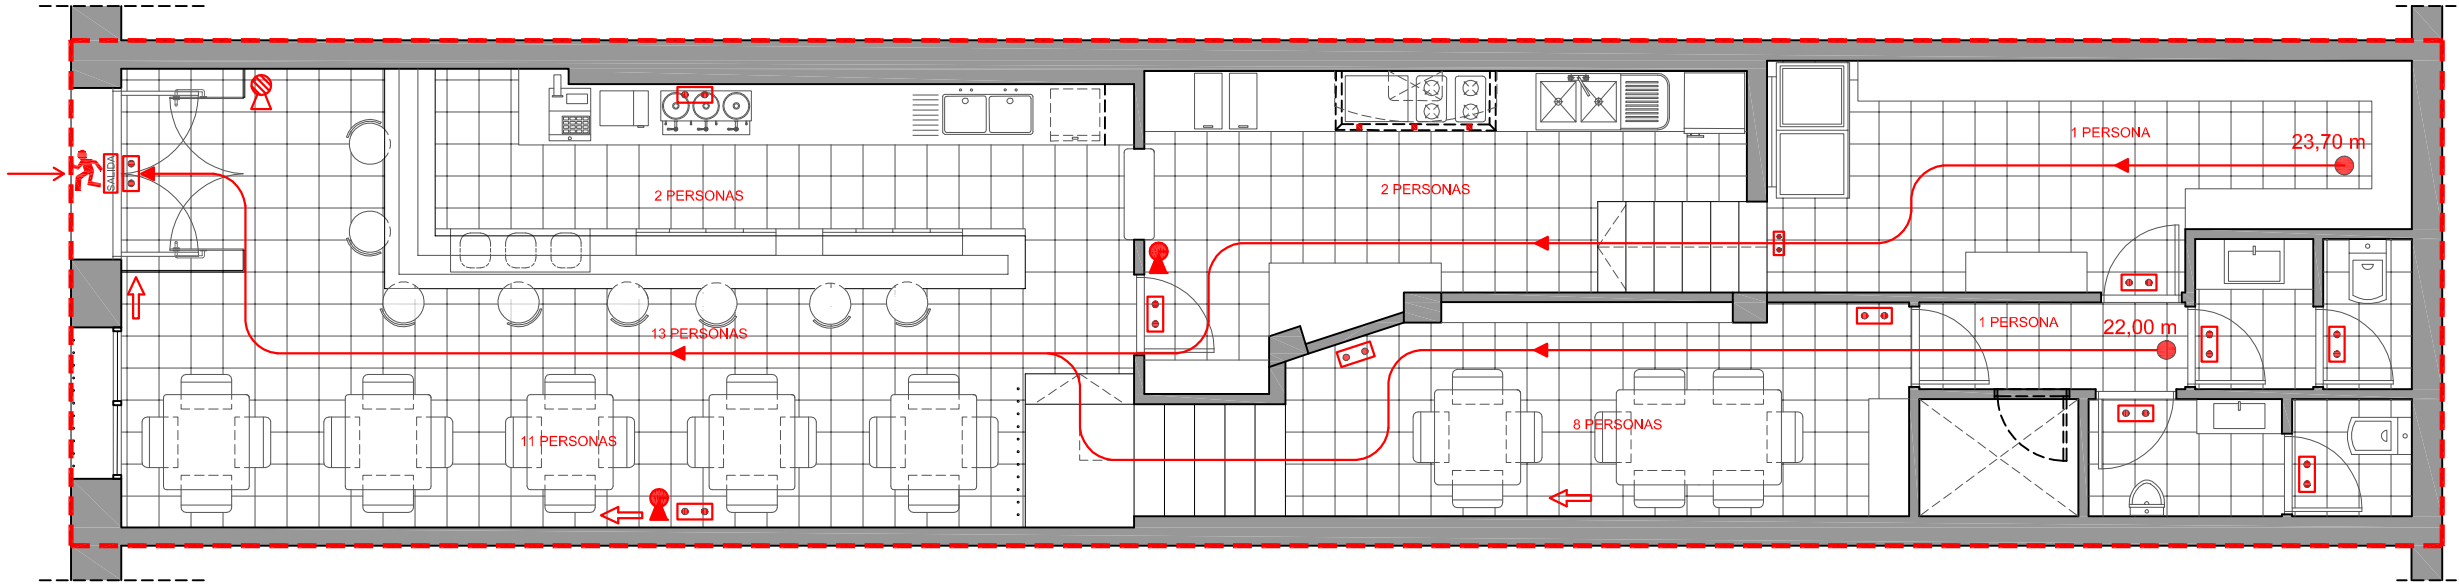 1 PERSONA
23,70 m
SALIDA
2 PERSONAS
2 PERSONAS
13 PERSONAS
1 PERSONA
22,00 m
11 PERSONAS
8 PERSONAS